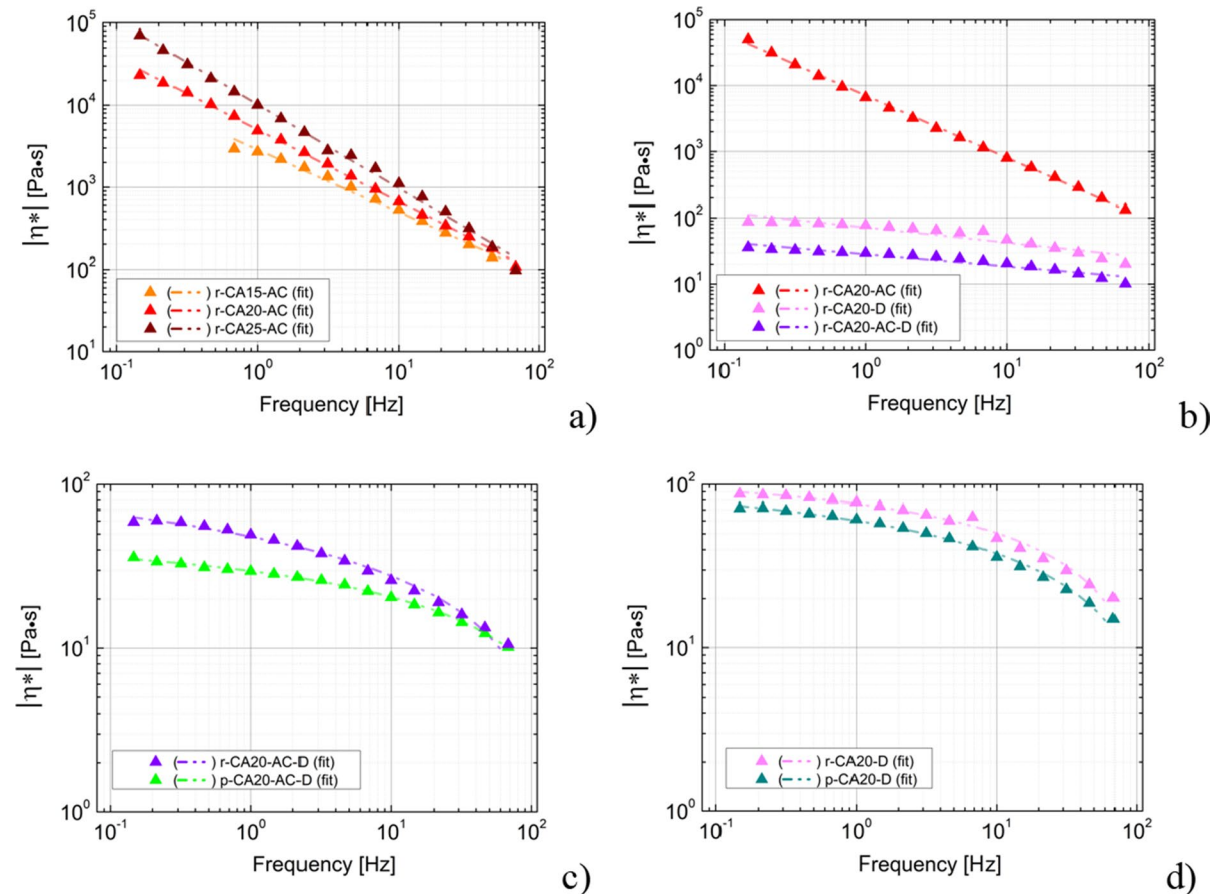 10^5
10^4
10^3
10^2
10^1
|η*| [Pa•s]
(—··) r-CA15-AC (fit)
(—··) r-CA20-AC (fit)
(—··) r-CA25-AC (fit)
10^-1 10^0 10^1 10^2
Frequency [Hz]
a)
10^5
10^4
10^3
10^2
10^1
10^0
|η*| [Pa•s]
(—··) r-CA20-AC (fit)
(—··) r-CA20-D (fit)
(—··) r-CA20-AC-D (fit)
10^-1 10^0 10^1 10^2
Frequency [Hz]
b)
10^2
10^1
10^0
|η*| [Pa•s]
(—··) r-CA20-AC-D (fit)
(—··) p-CA20-AC-D (fit)
10^-1 10^0 10^1 10^2
Frequency [Hz]
c)
10^2
10^1
10^0
|η*| [Pa•s]
(—··) r-CA20-D (fit)
(—··) p-CA20-D (fit)
10^-1 10^0 10^1 10^2
Frequency [Hz]
d)